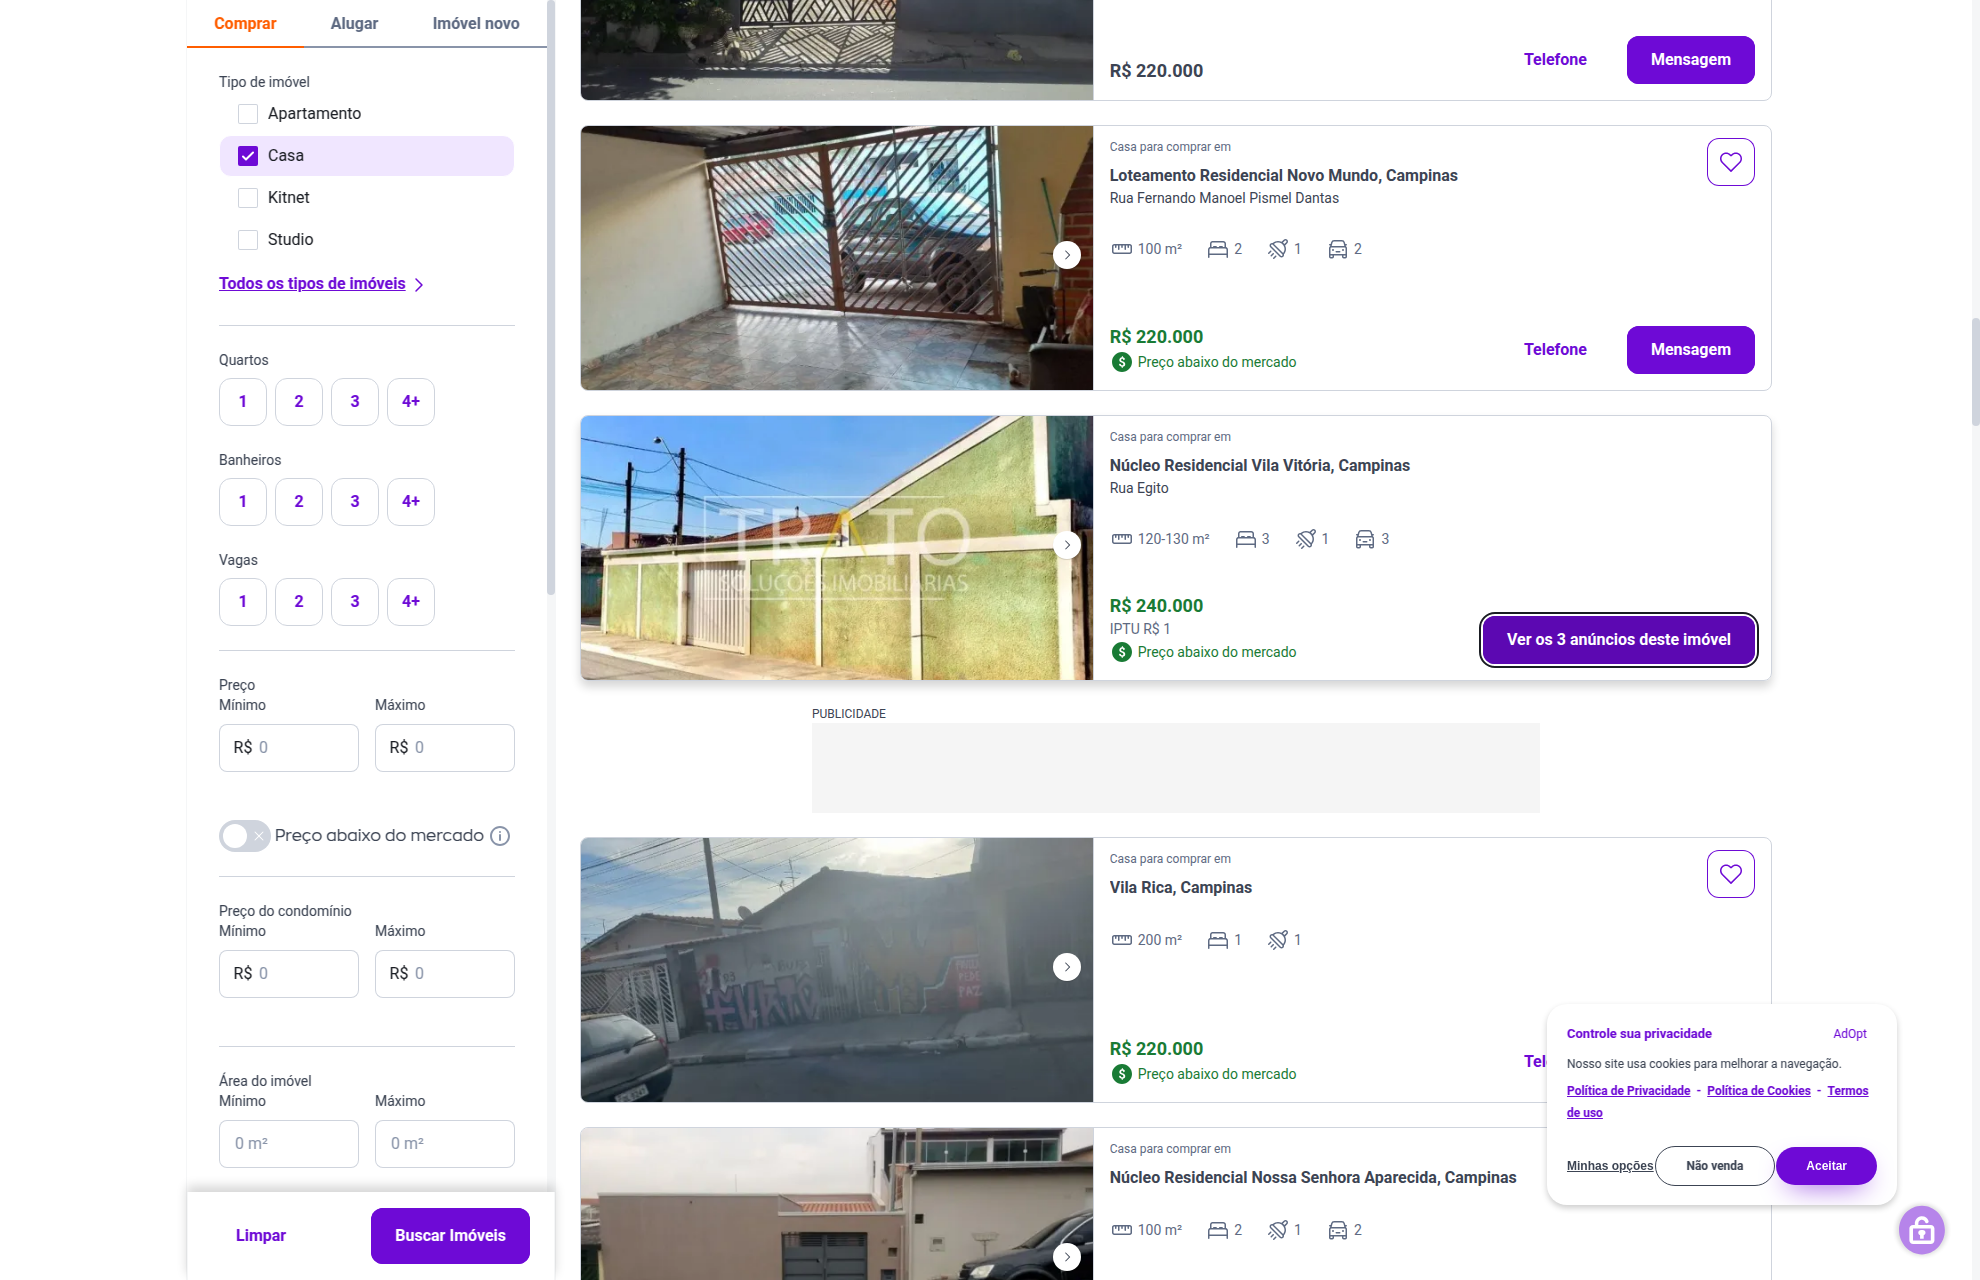 Comprar
Alugar
Imóvel novo
Tipo de imóvel
Apartamento
Casa
Kitnet
Studio
Todos os tipos de imóveis
Quartos
1
2
3
4+
Banheiros
1
2
3
4+
Vagas
1
2
3
4+
Preço
Mínimo
Máximo
R$ 0
R$ 0
Preço abaixo do mercado
Preço do condomínio
Mínimo
Máximo
R$ 0
R$ 0
Área do imóvel
Mínimo
Máximo
0 m²
0 m²
Limpar
Buscar Imóveis
R$ 220.000
Telefone
Mensagem
Casa para comprar em
Loteamento Residencial Novo Mundo, Campinas
Rua Fernando Manoel Pismel Dantas
100 m² 2 1 2
R$ 220.000
Preço abaixo do mercado
Telefone
Mensagem
TRATO
SOLUÇÕES IMOBILIÁRIAS
Casa para comprar em
Núcleo Residencial Vila Vitória, Campinas
Rua Egito
120-130 m² 3 1 3
R$ 240.000
IPTU R$ 1
Preço abaixo do mercado
Ver os 3 anúncios deste imóvel
PUBLICIDADE
Casa para comprar em
Vila Rica, Campinas
200 m² 1 1
R$ 220.000
Preço abaixo do mercado
Casa para comprar em
Núcleo Residencial Nossa Senhora Aparecida, Campinas
100 m² 2 1 2
Controle sua privacidade
AdOpt
Nosso site usa cookies para melhorar a navegação.
Política de Privacidade - Política de Cookies - Termos
de uso
Minhas opções
Não venda
Aceitar